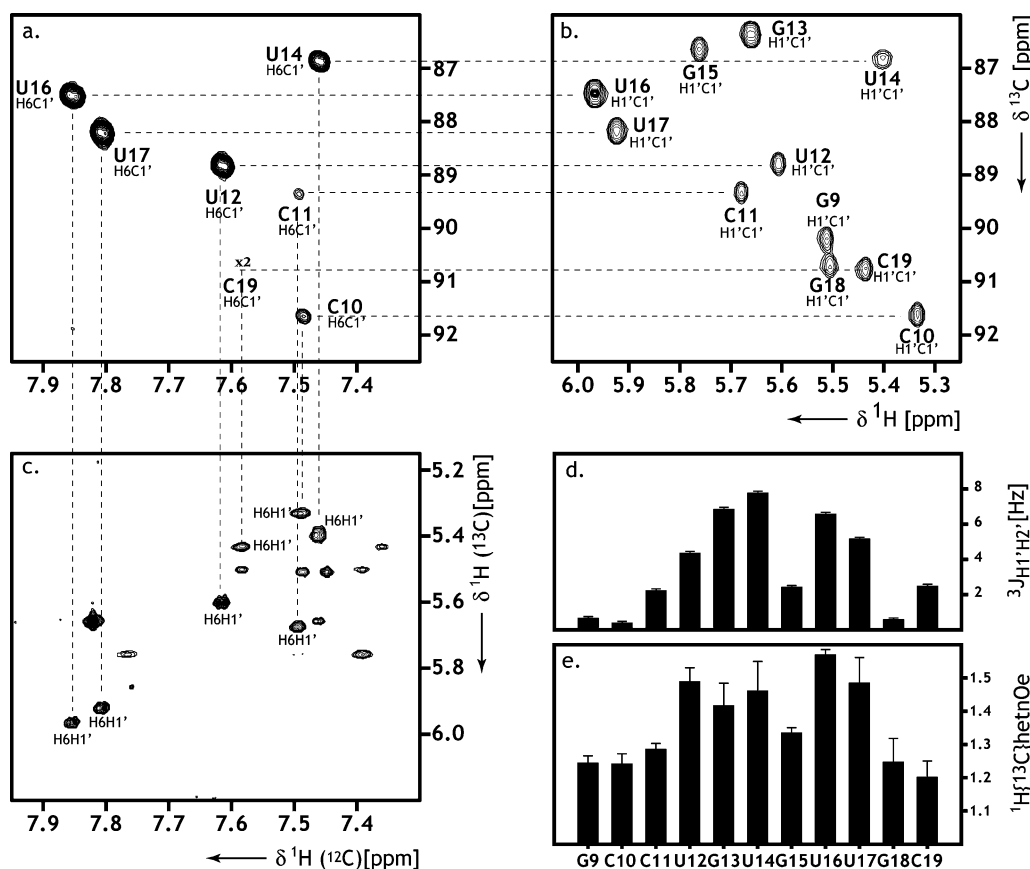 a.
U14
H6C1'
U16
H6C1'
U17
H6C1'
U12
H6C1'
C11
H6C1'
x2
C19
H6C1'
C10
H6C1'
87
88
89
90
91
92
7.9 7.8 7.7 7.6 7.5 7.4
b.
G13
H1'C1'
G15
H1'C1'
U14
H1'C1'
U16
H1'C1'
U17
H1'C1'
U12
H1'C1'
C11
H1'C1'
G9
H1'C1'
C19
H1'C1'
G18
H1'C1'
C10
H1'C1'
87
88
89
90
91
92
δ 13C [ppm]
6.0 5.9 5.8 5.7 5.6 5.5 5.4 5.3
δ 1H [ppm]
c.
H6H1'
H6H1'
H6H1'
H6H1'
H6H1'
H6H1'
H6H1'
5.2
5.4
5.6
5.8
6.0
δ 1H (13C)[ppm]
7.9 7.8 7.7 7.6 7.5 7.4
δ 1H (12C)[ppm]
d.
8
6
4
2
3JH1'H2' [Hz]
e.
1.5
1.4
1.3
1.2
1.1
1H{13C}hetnOe
G9 C10 C11 U12 G13 U14 G15 U16 U17 G18 C19